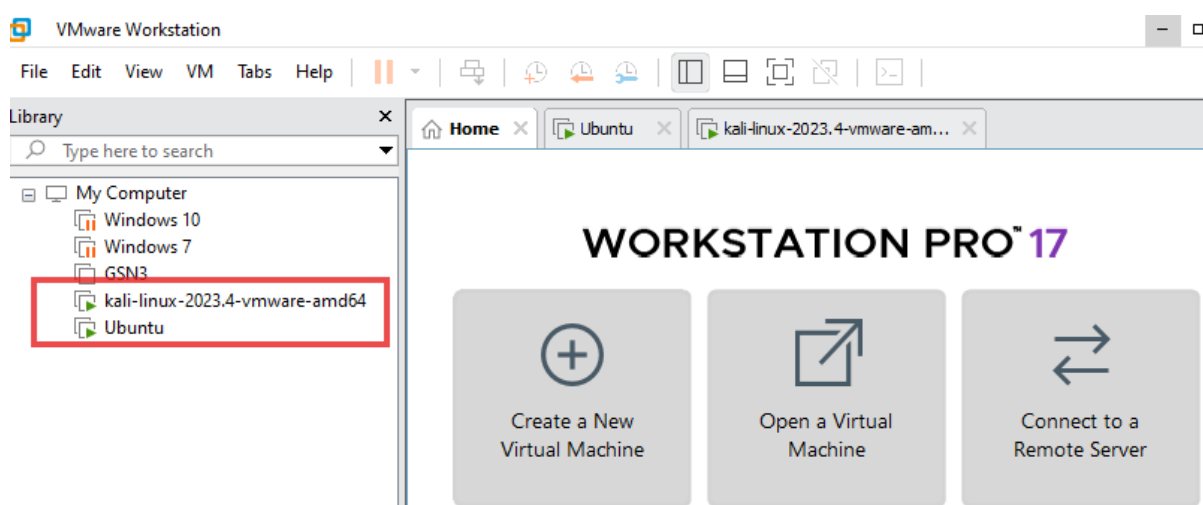 VMware Workstation
File Edit View VM Tabs Help
Library
Type here to search
My Computer
Windows 10
Windows 7
GSN3
kali-linux-2023.4-vmware-amd64
Ubuntu
Home Ubuntu kali-linux-2023.4-vmware-am...
WORKSTATION PRO™ 17
Create a New
Virtual Machine
Open a Virtual
Machine
Connect to a
Remote Server